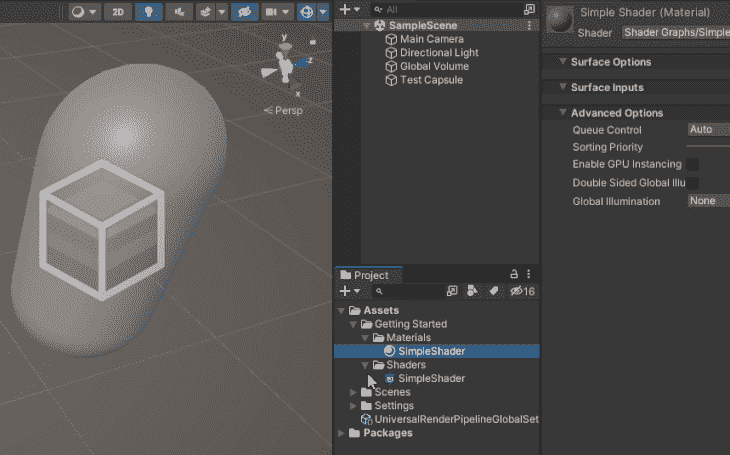 2D
y
z
x
Persp
All
SampleScene
Main Camera
Directional Light
Global Volume
Test Capsule
Project
16
Assets
Getting Started
Materials
SimpleShader
Shaders
SimpleShader
Scenes
Settings
UniversalRenderPipelineGlobalSet
Packages
Simple Shader (Material)
Shader Shader Graphs/Simple
Surface Options
Surface Inputs
Advanced Options
Queue Control Auto
Sorting Priority
Enable GPU Instancing
Double Sided Global Illu
Global Illumination None